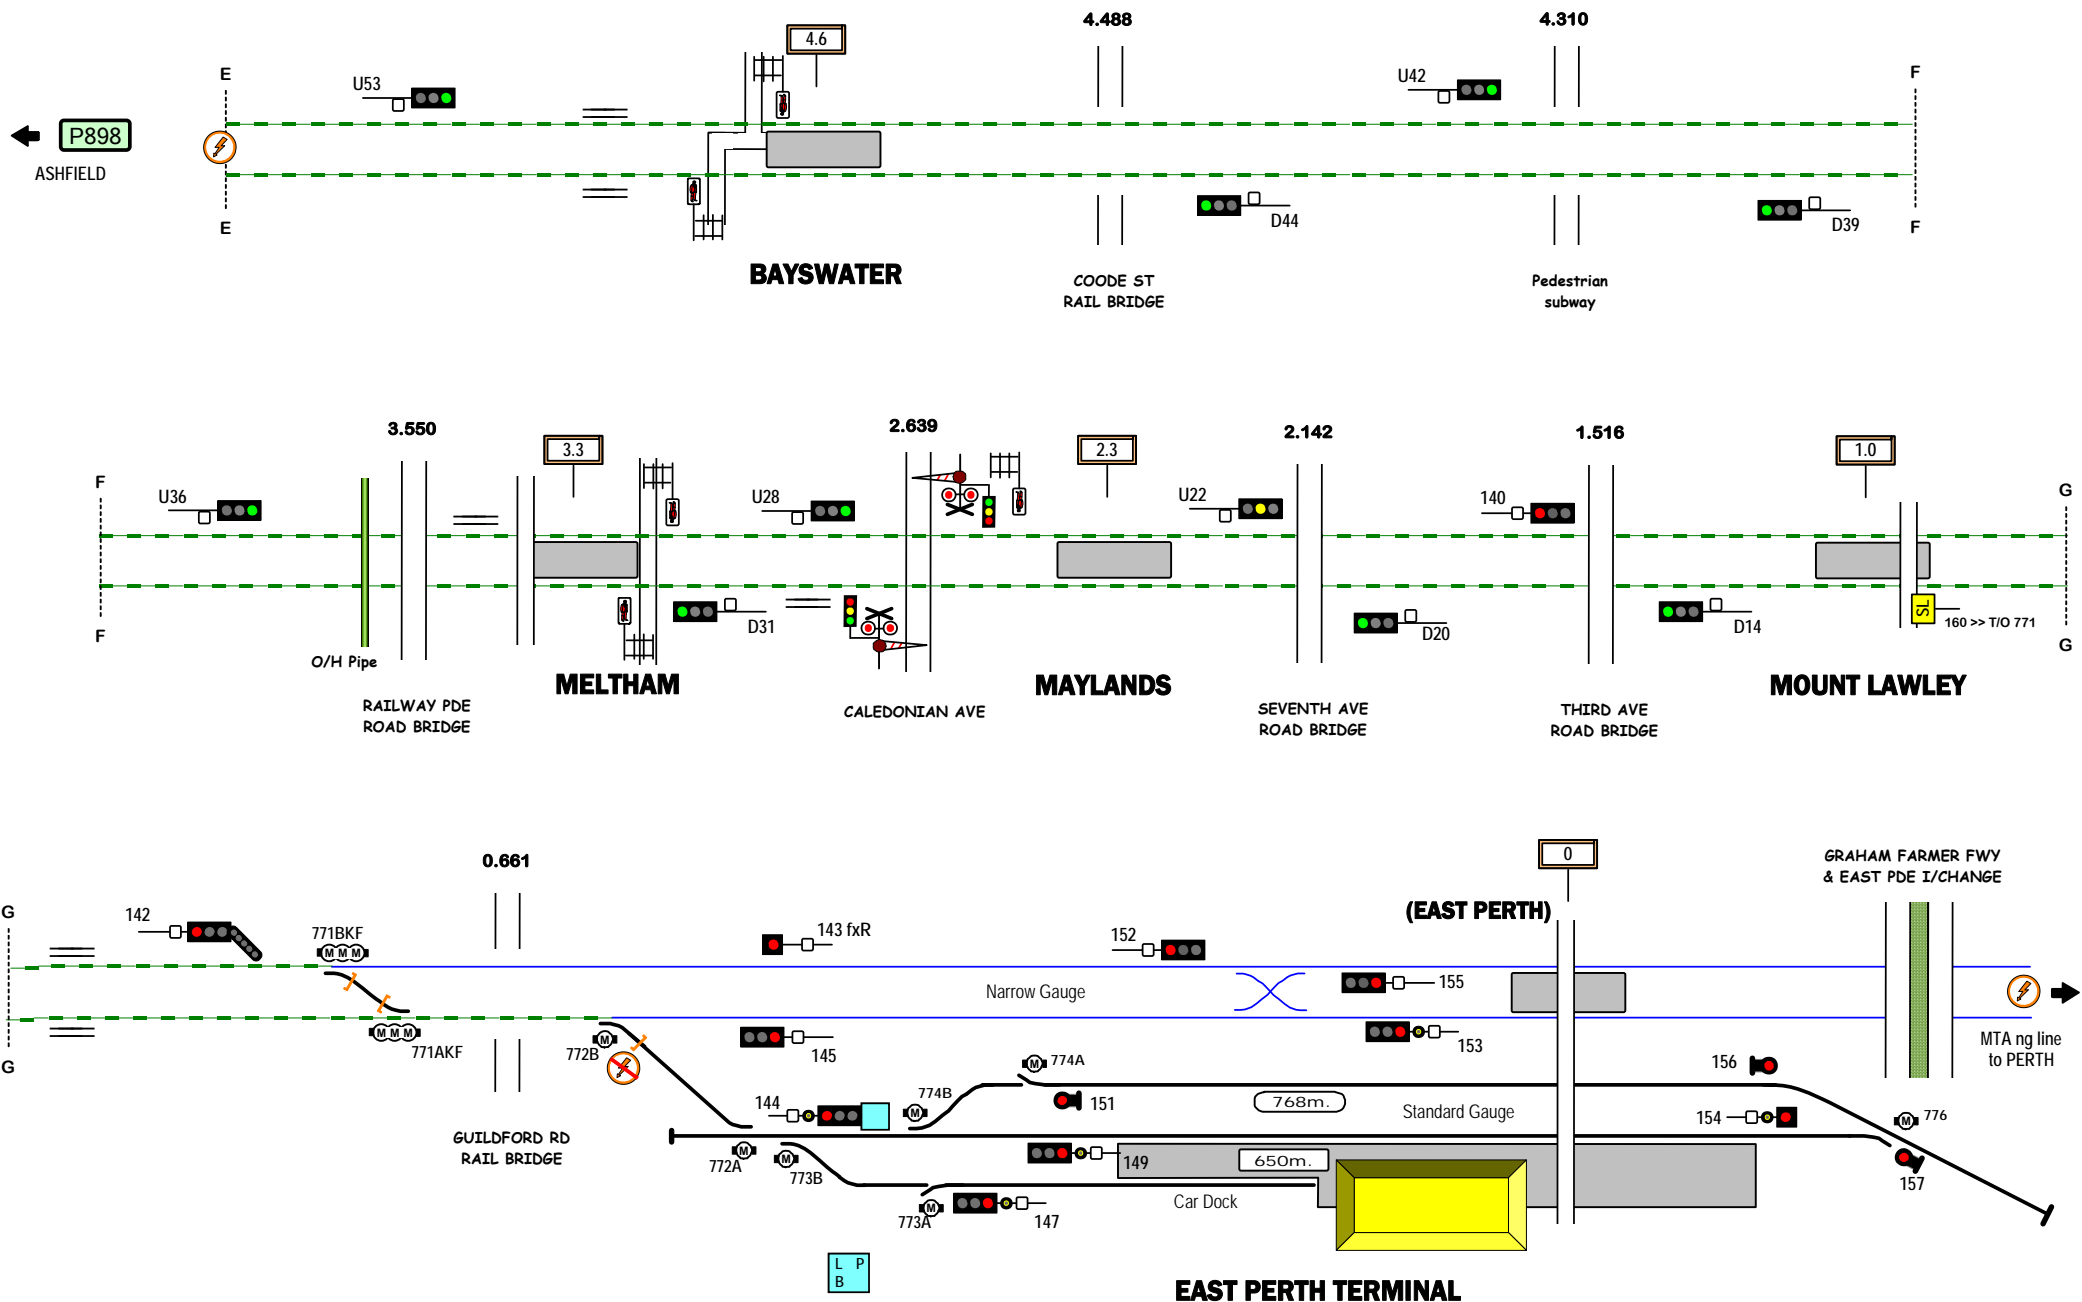 4.488
4.310
4.6
U53
U42
E
F
P898
ASHFIELD
D44
D39
E
F
BAYSWATER
COODE ST
RAIL BRIDGE
Pedestrian
subway
3.550
2.639
2.142
1.516
3.3
2.3
1.0
F
U36
U28
U22
140
G
F
D31
D20
D14
SL
160 >> T/O 771
G
O/H Pipe
MELTHAM
MAYLANDS
MOUNT LAWLEY
RAILWAY PDE
ROAD BRIDGE
CALEDONIAN AVE
SEVENTH AVE
ROAD BRIDGE
THIRD AVE
ROAD BRIDGE
0.661
0
GRAHAM FARMER FWY
& EAST PDE I/CHANGE
G
142
771BKF
M M M
143 fxR
152
(EAST PERTH)
155
Narrow Gauge
M M M
771AKF
772B
M
145
153
MTA ng line
to PERTH
G
M
774A
156
774B
144
M
151
768m.
Standard Gauge
154
M
776
GUILDFORD RD
RAIL BRIDGE
772A
M
M
773B
149
650m.
157
773A
M
147
Car Dock
L P
B
EAST PERTH TERMINAL